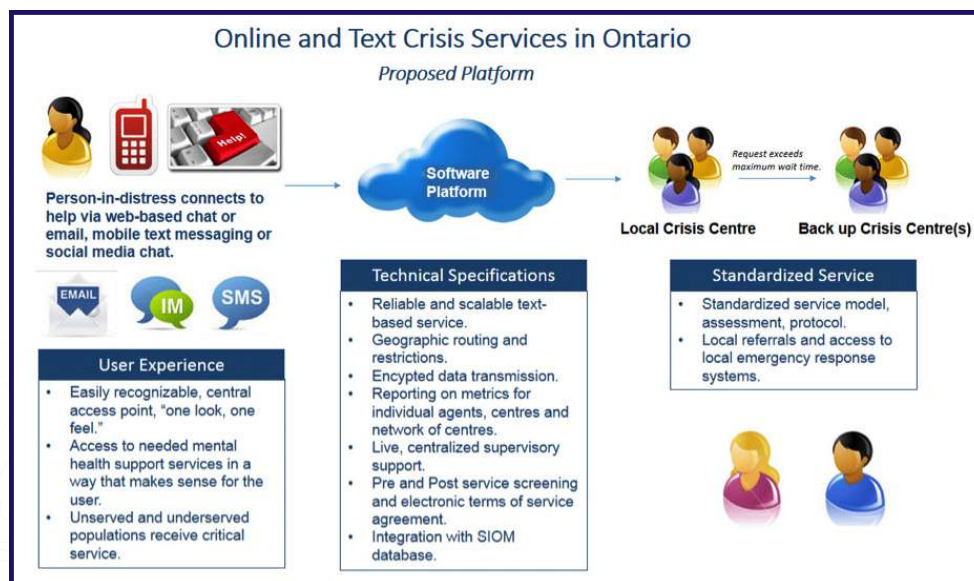 Online and Text Crisis Services in Ontario
Proposed Platform
Help!
Person-in-distress connects to
help via web-based chat or
email, mobile text messaging or
social media chat.
EMAIL
IM
SMS
User Experience
• Easily recognizable, central
access point, "one look, one
feel."
• Access to needed mental
health support services in a
way that makes sense for the
user.
• Unserved and underserved
populations receive critical
service.
Software
Platform
Technical Specifications
• Reliable and scalable text-
based service.
• Geographic routing and
restrictions.
• Encypted data transmission.
• Reporting on metrics for
individual agents, centres and
network of centres.
• Live, centralized supervisory
support.
• Pre and Post service screening
and electronic terms of service
agreement.
• Integration with SIOM
database.
Request exceeds
maximum wait time.
Local Crisis Centre
Back up Crisis Centre(s)
Standardized Service
• Standardized service model,
assessment, protocol.
• Local referrals and access to
local emergency response
systems.